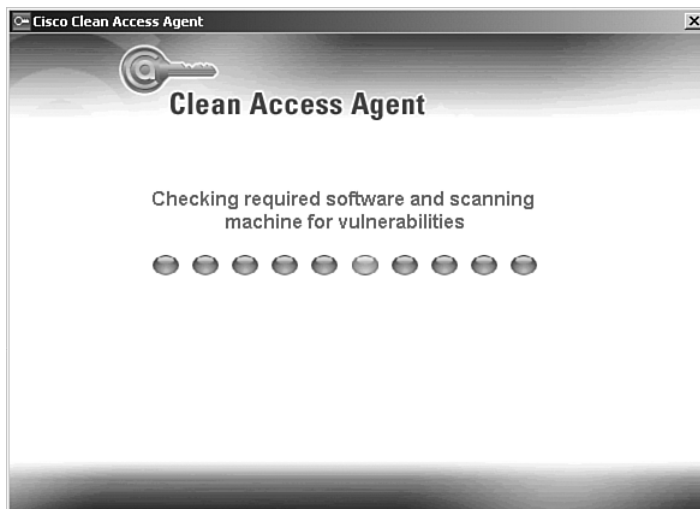 Cisco Clean Access Agent
Clean Access Agent
Checking required software and scanning
machine for vulnerabilities